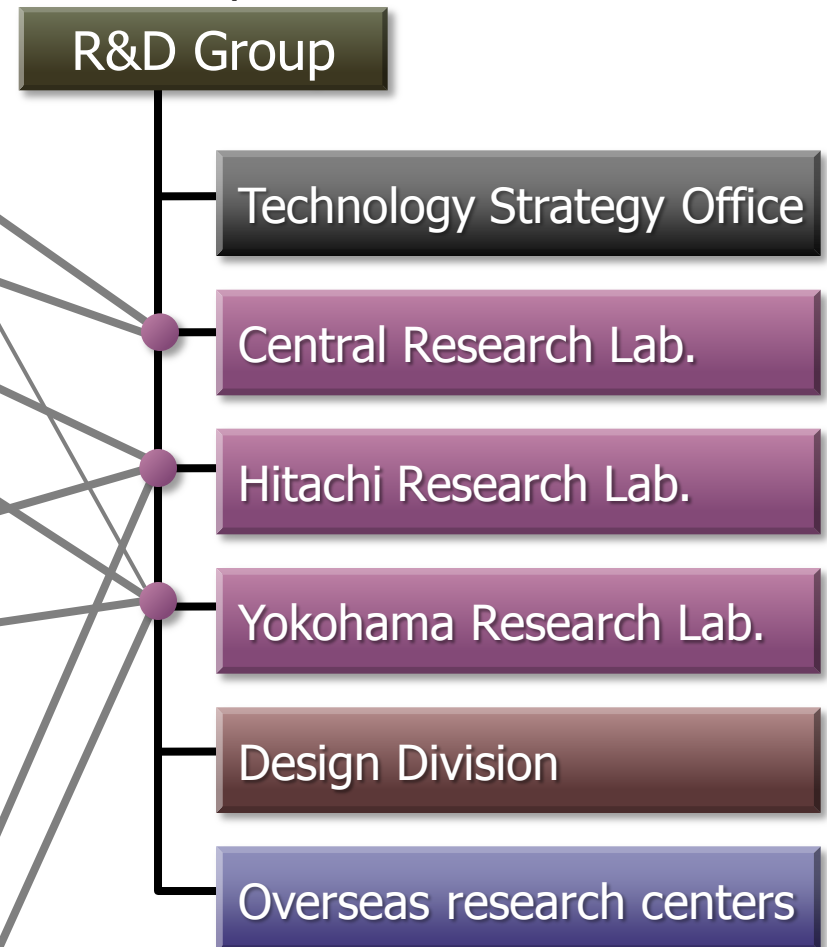 R&D Group
Technology Strategy Office
Central Research Lab.
Hitachi Research Lab.
Yokohama Research Lab.
Design Division
Overseas research centers